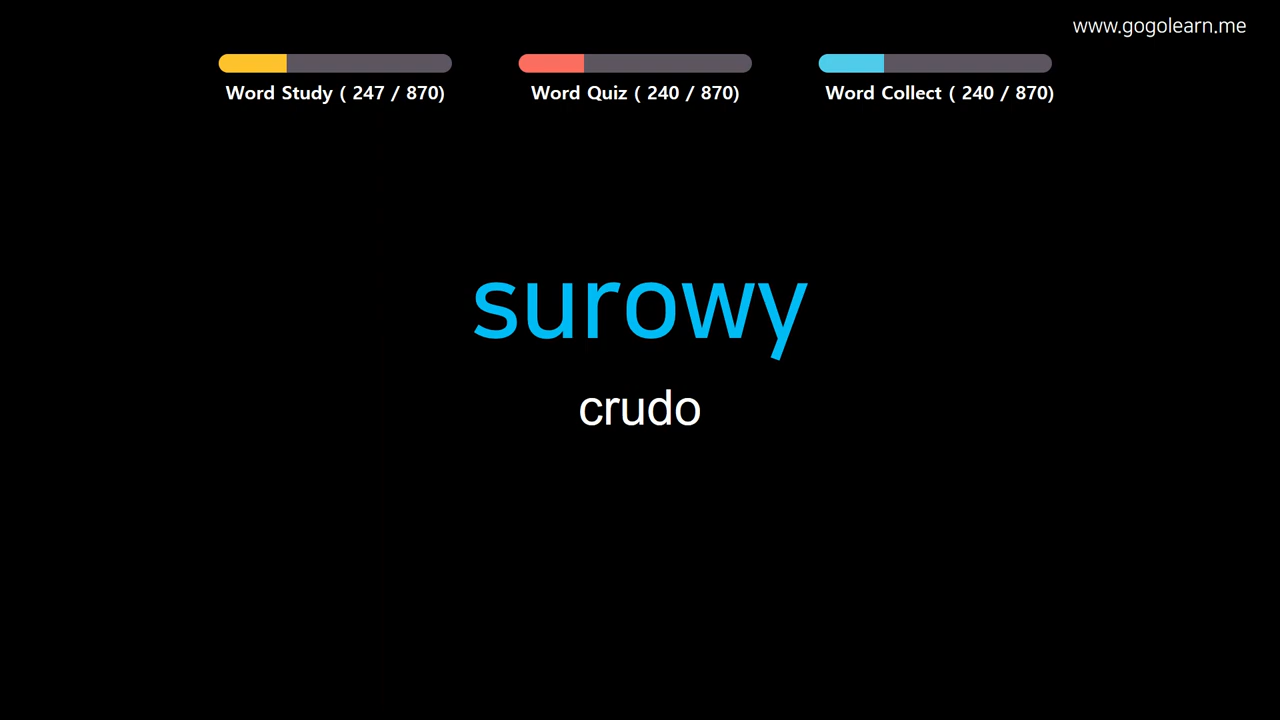 www.gogolearn.me
Word Study ( 247 / 870)
Word Quiz ( 240 / 870)
Word Collect ( 240 / 870)
surowy
crudo